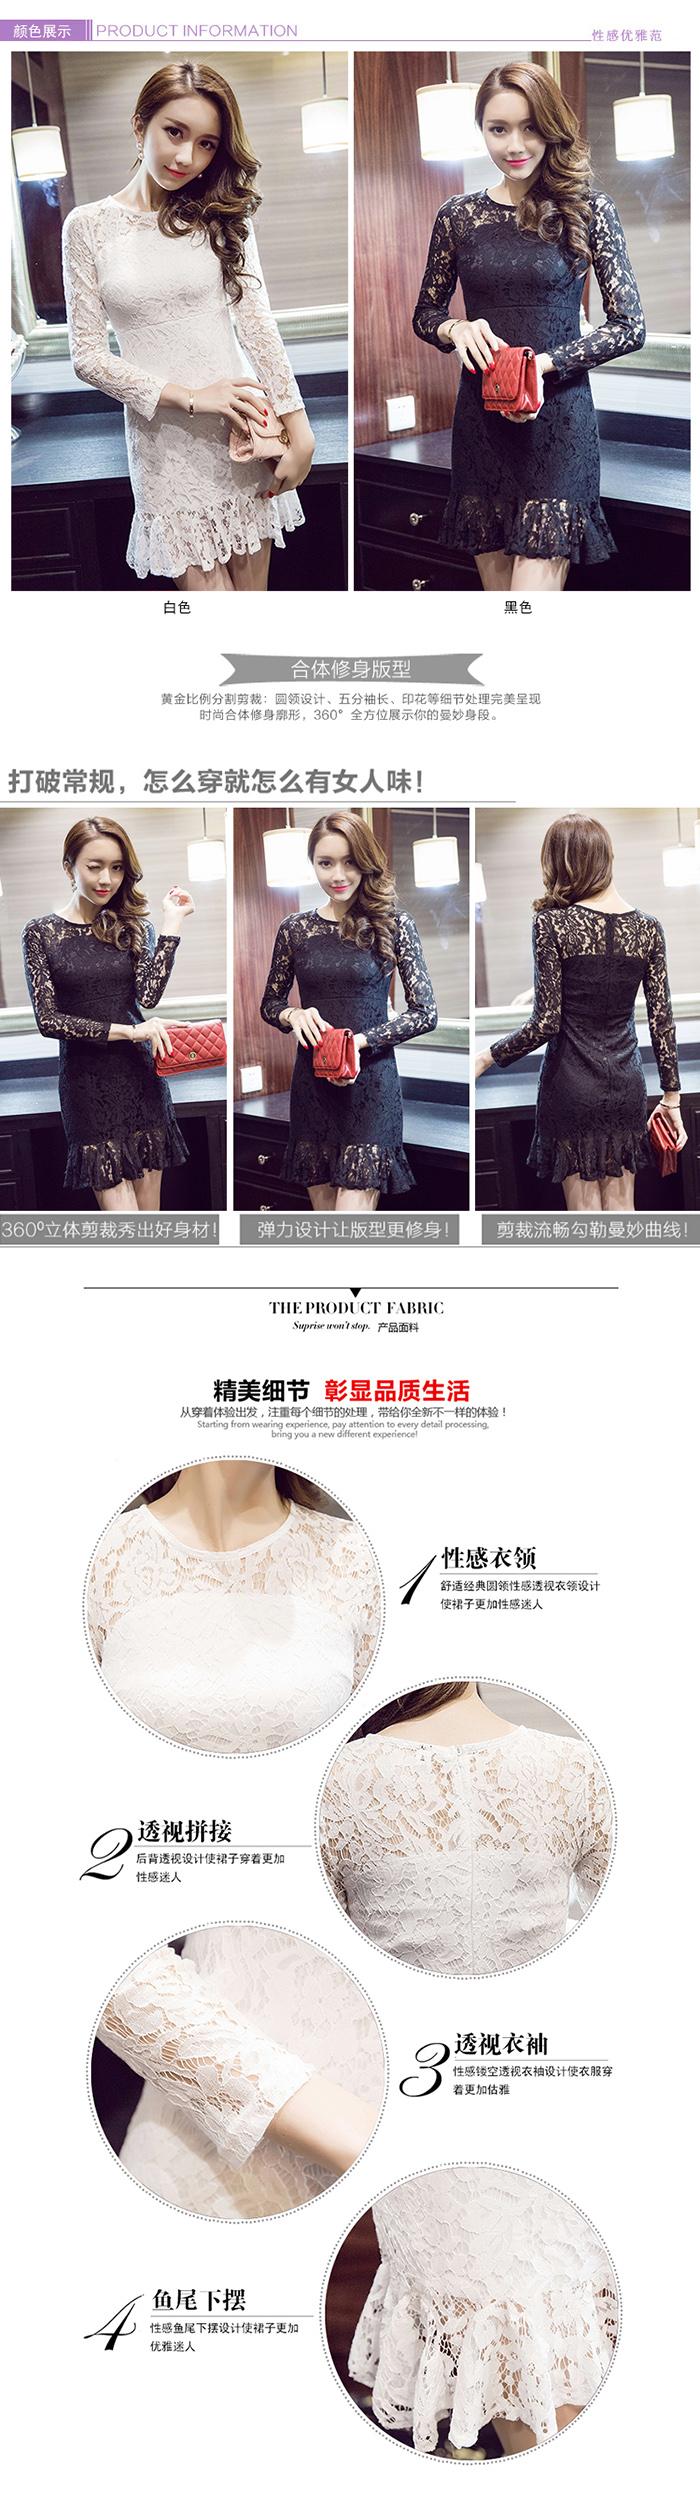 颜色展示
PRODUCT INFORMATION
性感优雅范
白色
黑色
合体修身版型
黄金比例分割剪裁：圆领设计、五分袖长、印花等细节处理完美呈现
时尚合体修身廓形，360°全方位展示你的曼妙身段。
打破常规，怎么穿就怎么有女人味！
360⁰立体剪裁秀出好身材！
弹力设计让版型更修身！
剪裁流畅勾勒曼妙曲线！
THE PRODUCT FABRIC
Suprise won't stop. 产品面料
精美细节 彰显品质生活
从穿着体验出发，注重每个细节的处理，带给你全新不一样的体验！
Starting from wearing experience, pay attention to every detail processing,
bring you a new different experience!
1 性感衣领
舒适经典圆领性感透视衣领设计
使裙子更加性感迷人
2 透视拼接
后背透视设计使裙子穿着更加
性感迷人
3 透视衣袖
性感镂空透视衣袖设计使衣服穿
着更加估雅
4 鱼尾下摆
性感鱼尾下摆设计使裙子更加
优雅迷人